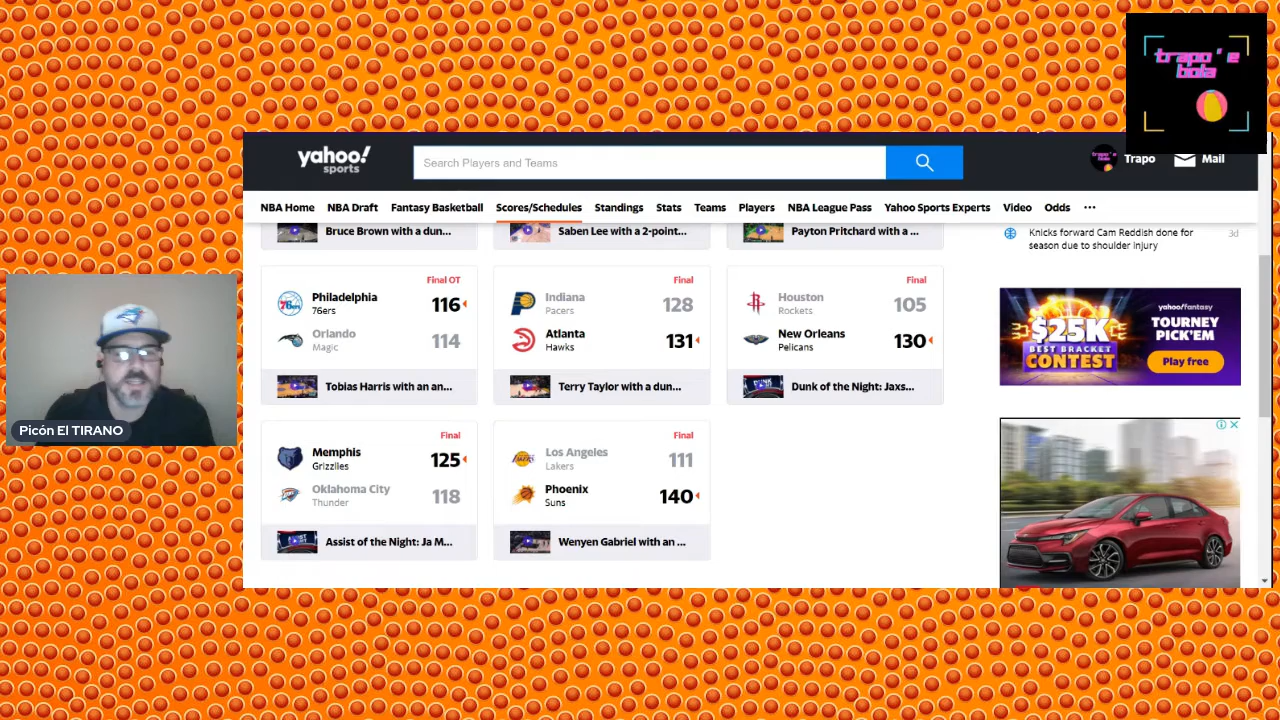 trapo'e
bola
yahoo!
sports
Search Players and Teams
Trapo
Mail
NBA Home NBA Draft Fantasy Basketball Scores/Schedules Standings Stats Teams Players NBA League Pass Yahoo Sports Experts Video Odds ...
Bruce Brown with a dun...
Saben Lee with a 2-point...
Payton Pritchard with a ...
Knicks forward Cam Reddish done for
season due to shoulder injury
3d
Final OT
Philadelphia 116
76ers
Orlando 114
Magic
Tobias Harris with an an...
Final
Indiana 128
Pacers
Atlanta 131
Hawks
Terry Taylor with a dun...
Final
Houston 105
Rockets
New Orleans 130
Pelicans
Dunk of the Night: Jaxs...
yahoo!fantasy
$25K
BEST BRACKET
CONTEST
TOURNEY
PICK'EM
Play free
Picón El TIRANO
Final
Memphis 125
Grizzlies
Oklahoma City 118
Thunder
Assist of the Night: Ja M...
Final
Los Angeles 111
Lakers
Phoenix 140
Suns
Wenyen Gabriel with an ...